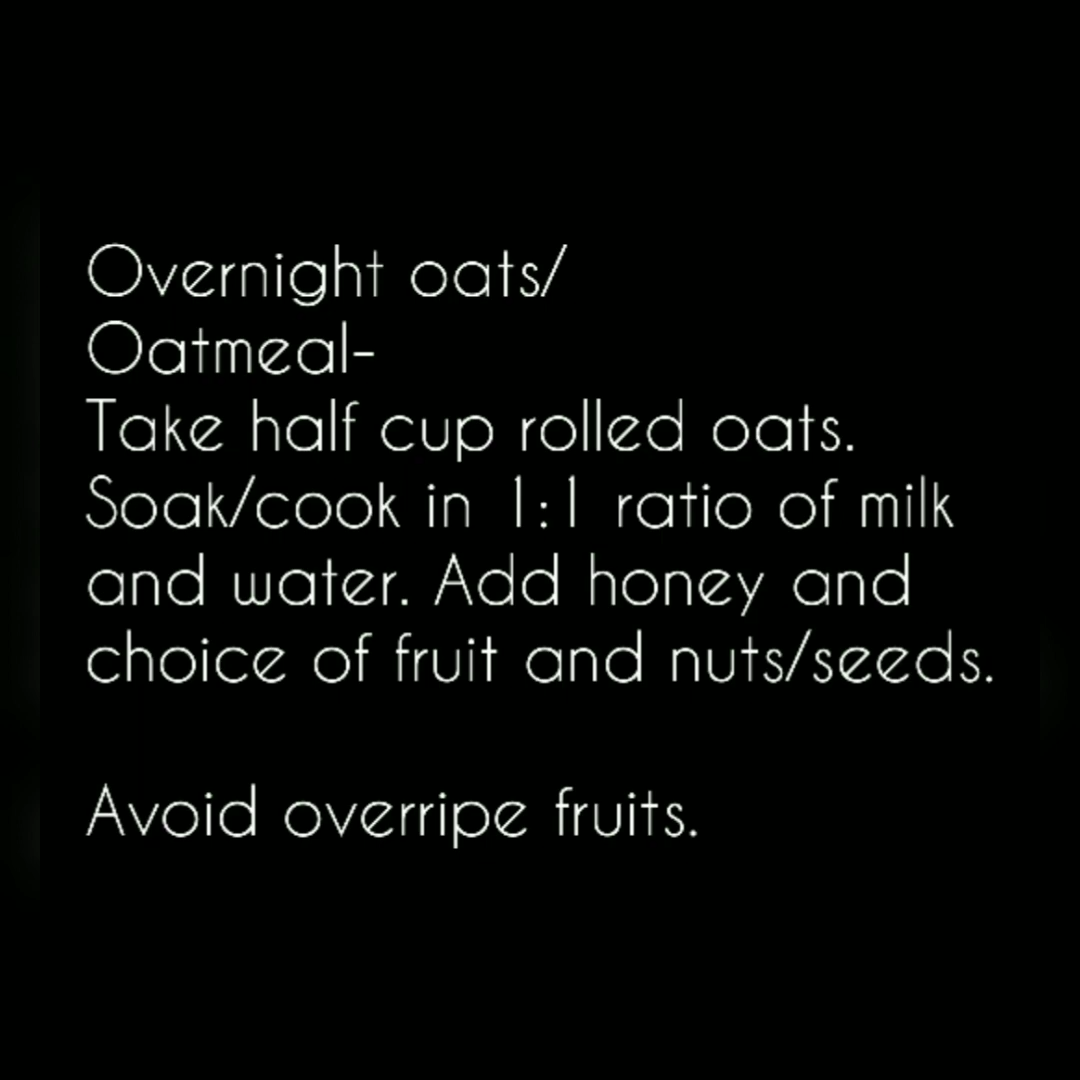 Overnight oats/
Oatmeal-
Take half cup rolled oats.
Soak/cook in 1:1 ratio of milk
and water. Add honey and
choice of fruit and nuts/seeds.
Avoid overripe fruits.